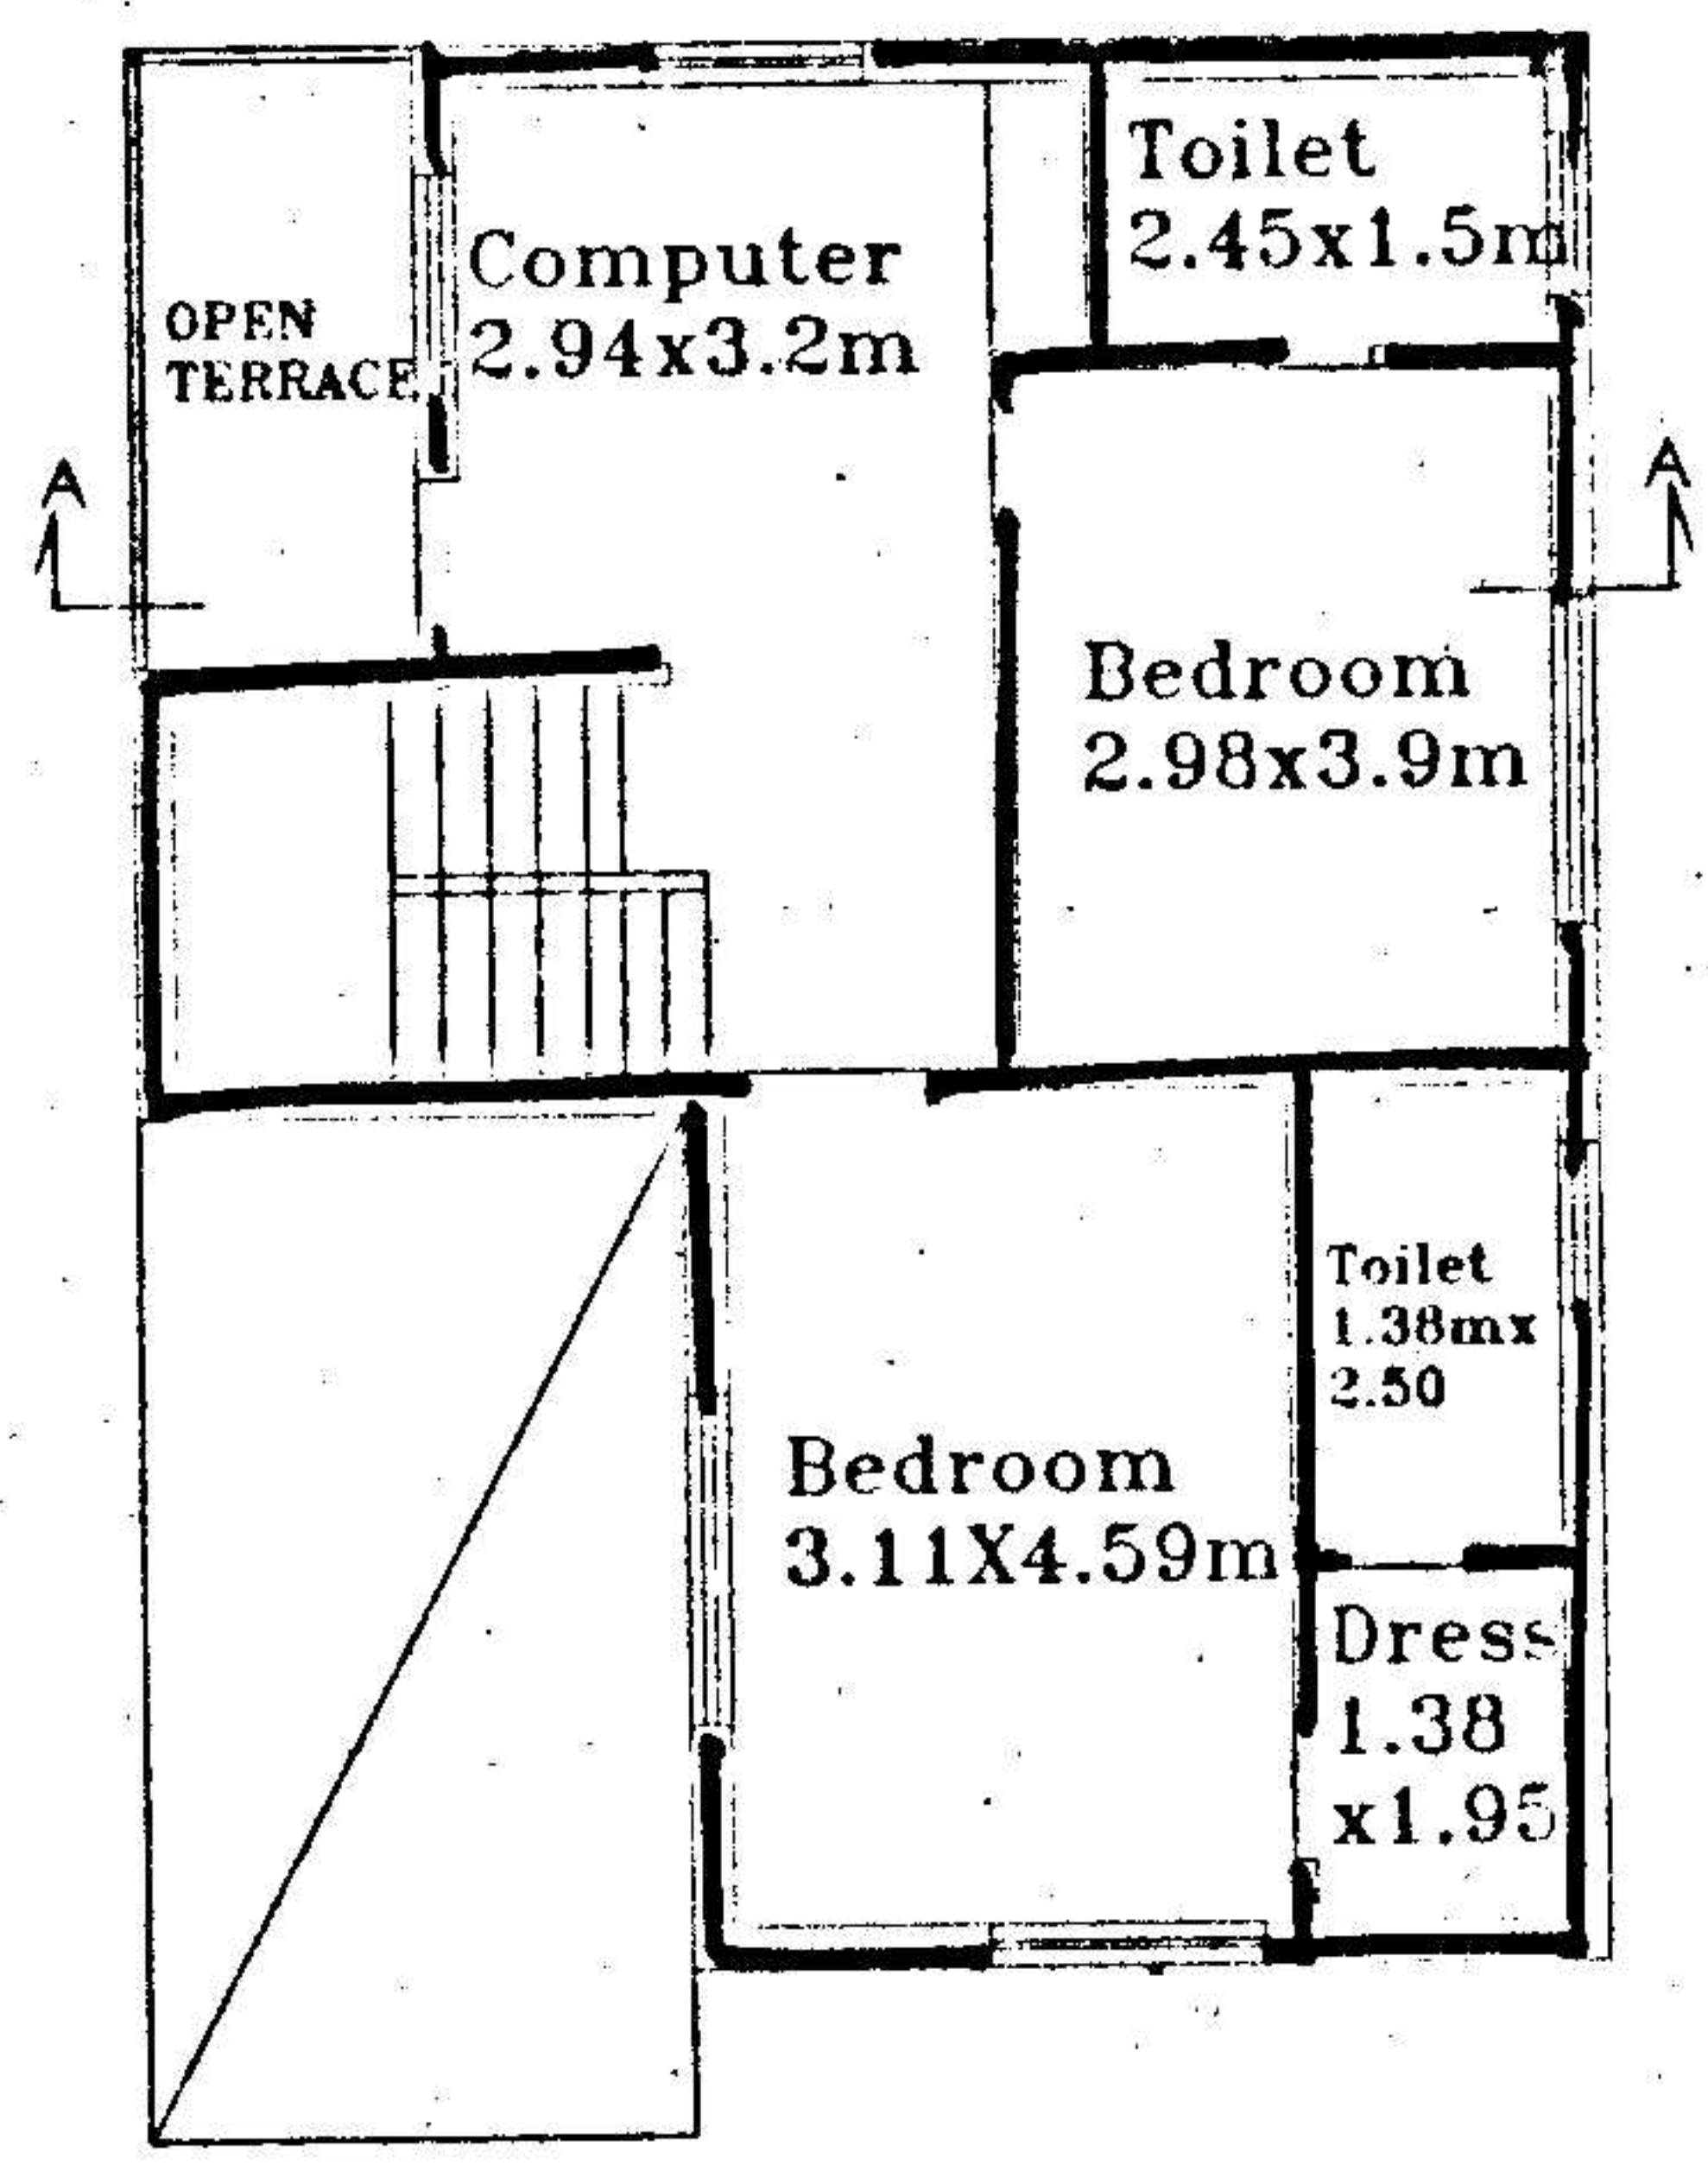 Toilet
2.45x1.5m
Computer
2.94x3.2m
OPEN
TERRACE
A
A
Bedroom
2.98x3.9m
Toilet
1.38mx
2.50
Bedroom
3.11X4.59m
Dress
1.38
x1.95